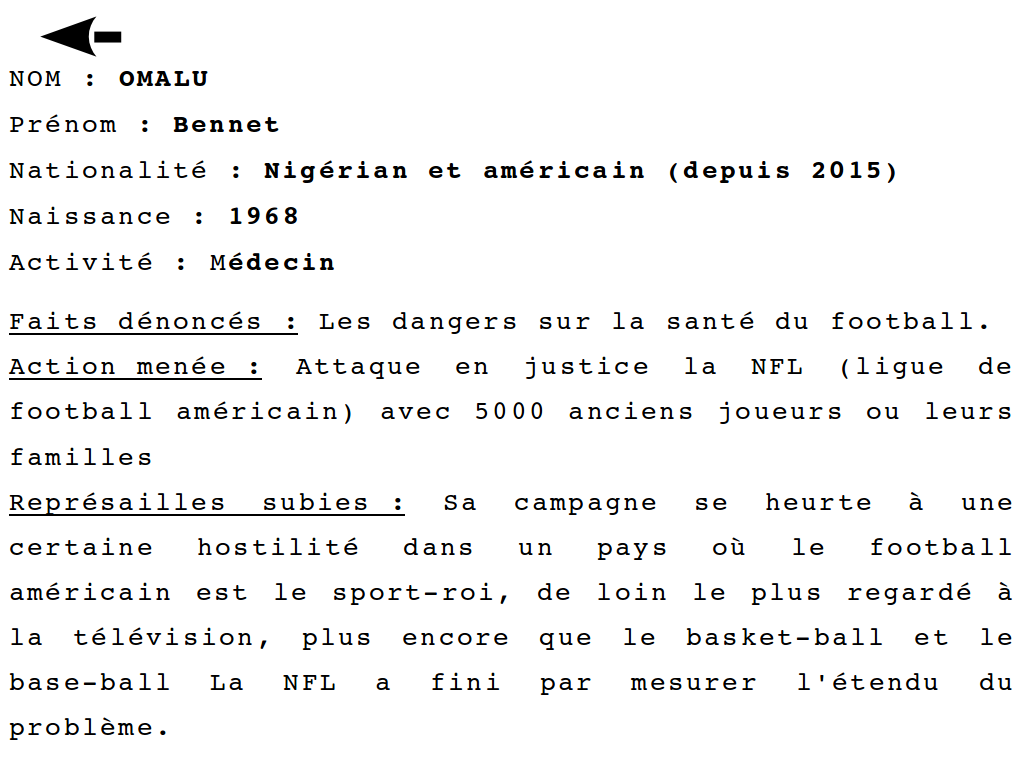 NOM : OMALU
Prénom : Bennet
Nationalité : Nigérian et américain (depuis 2015)
Naissance : 1968
Activité : Médecin
Faits dénoncés : Les dangers sur la santé du football.
Action menée : Attaque en justice la NFL (ligue de
football américain) avec 5000 anciens joueurs ou leurs
familles
Représailles subies : Sa campagne se heurte à une
certaine hostilité dans un pays où le football
américain est le sport-roi, de loin le plus regardé à
la télévision, plus encore que le basket-ball et le
base-ball La NFL a fini par mesurer l'étendu du
problème.